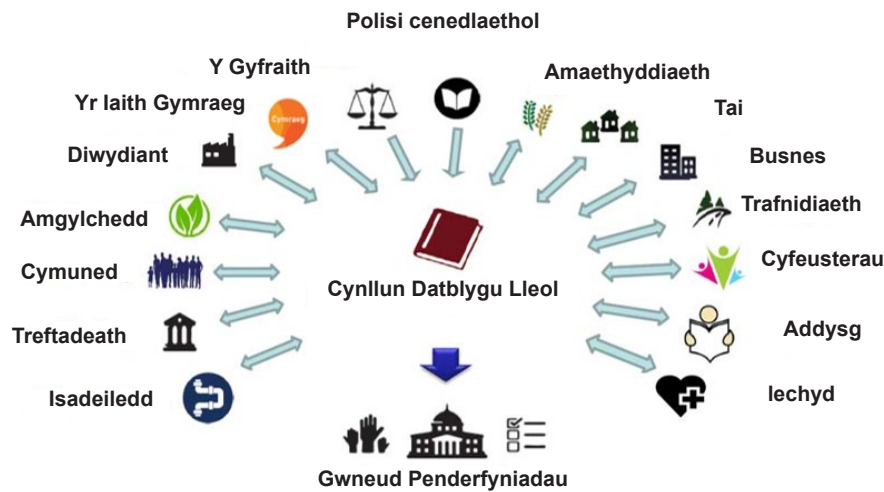 Polisi cenedlaethol
Y Gyfraith
Amaethyddiaeth
Yr Iaith Gymraeg
Cymraeg
Tai
Diwydiant
Busnes
Amgylchedd
Trafnidiaeth
Cymuned
Cyfeusterau
Cynllun Datblygu Lleol
Treftadeath
Addysg
Isadeiledd
Iechyd
Gwneud Penderfyniadau